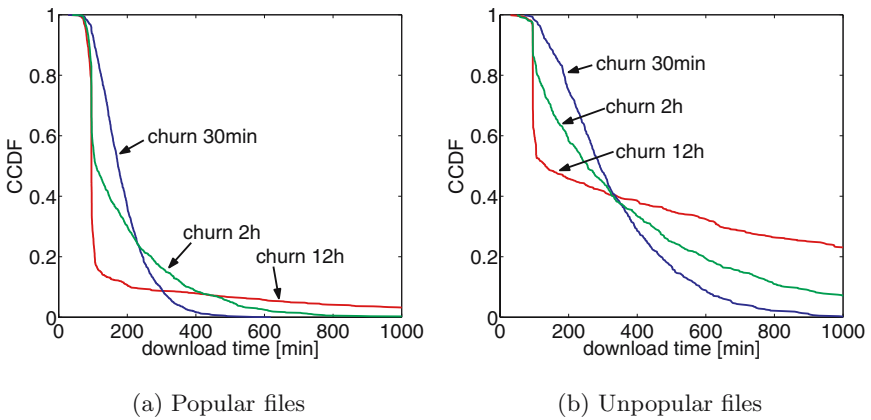 1
0.8
0.6
0.4
0.2
0
CCDF
churn 30min
churn 2h
churn 12h
0 200 400 600 800 1000
download time [min]
(a) Popular files
1
0.8
0.6
0.4
0.2
0
CCDF
churn 30min
churn 2h
churn 12h
0 200 400 600 800 1000
download time [min]
(b) Unpopular files